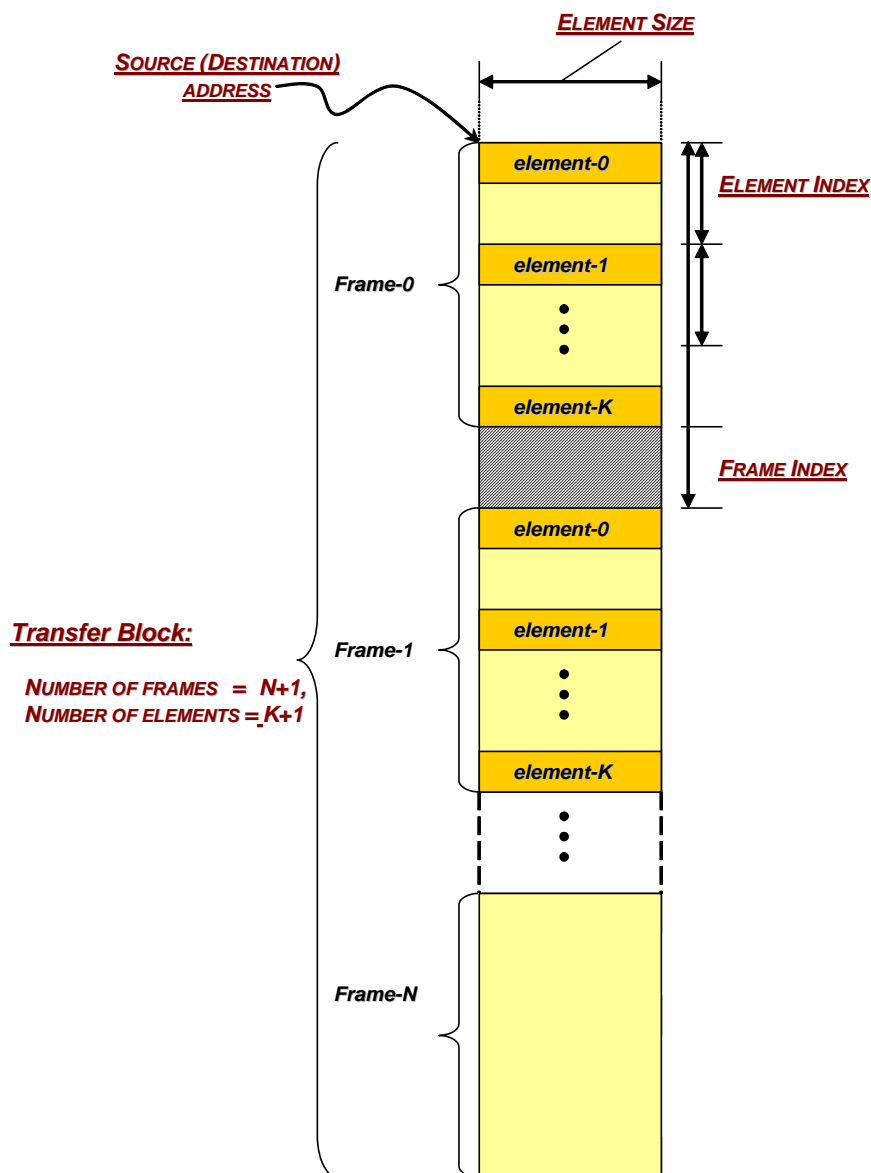 ELEMENT SIZE
SOURCE (DESTINATION)
ADDRESS
element-0
ELEMENT INDEX
element-1
Frame-0
element-K
FRAME INDEX
element-0
element-1
Frame-1
Transfer Block:
NUMBER OF FRAMES = N+1,
NUMBER OF ELEMENTS = K+1
element-K
Frame-N